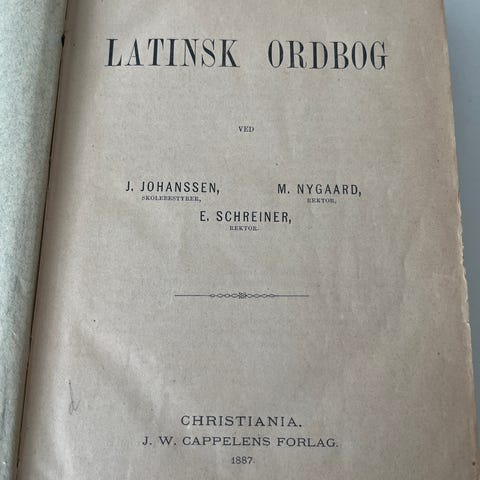 LATINSK ORDBOG
VED
J. JOHANSSEN, M. NYGAARD,
SKOLEBESTYRER, REKTOR,
E. SCHREINER,
REKTOR.
CHRISTIANIA.
J. W. CAPPELENS FORLAG.
1887.